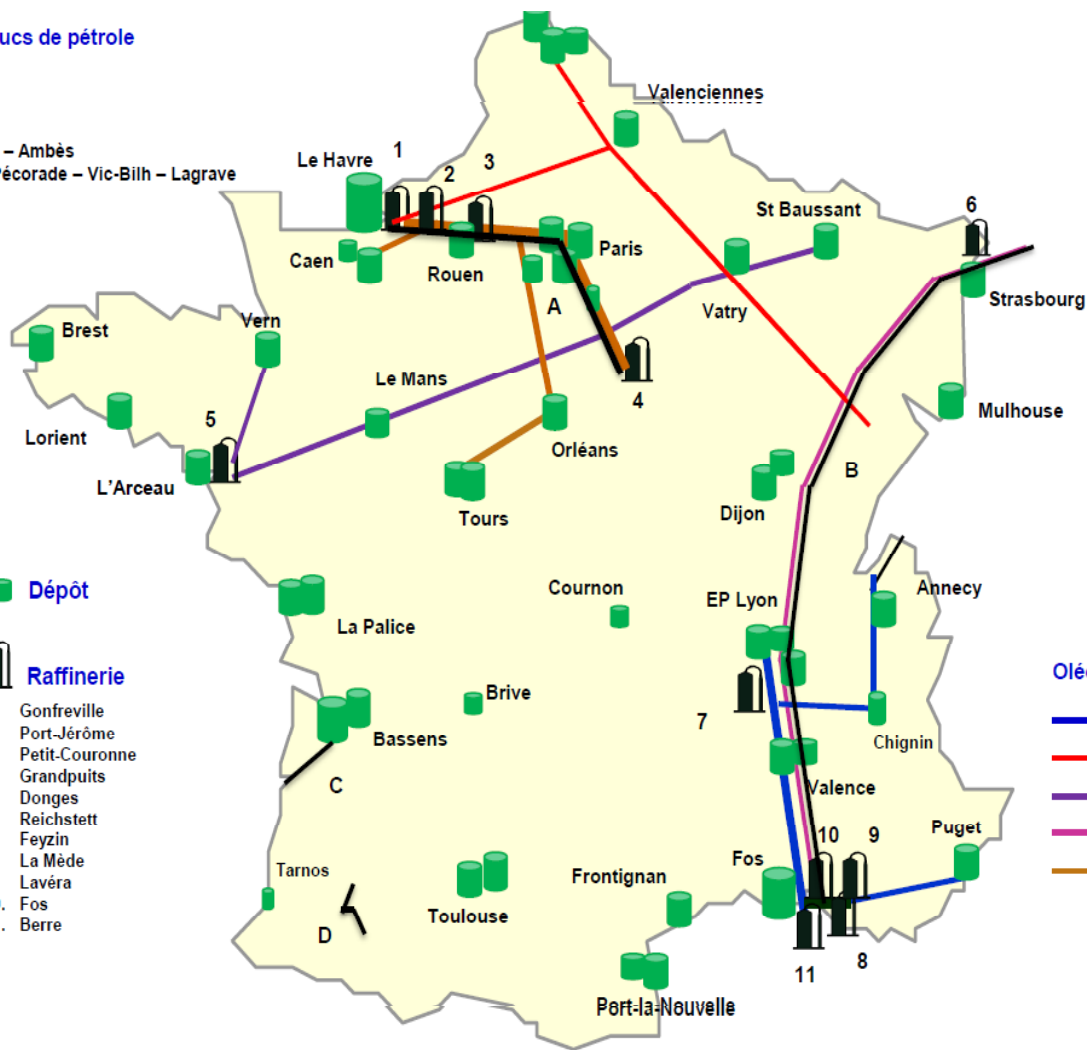 ucs de pétrole
– Ambès
Pécorade – Vic-Bilh – Lagrave
Valenciennes
Le Havre
1
2
3
Caen
Rouen
Paris
A
St Baussant
6
Strasbourg
Vatry
Brest
Vern
Le Mans
4
Mulhouse
Lorient
5
L'Arceau
Orléans
B
Tours
Dijon
Dépôt
La Palice
Cournon
EP Lyon
Annecy
Raffinerie
Gonfreville
Port-Jérôme
Petit-Couronne
Grandpuits
Donges
Reichstett
Feyzin
La Mède
Lavéra
. Fos
. Berre
Brive
Bassens
7
Chignin
C
Valence
Olé
Tarnos
D
Toulouse
Frontignan
Fos
10
9
Puget
11
8
Port-la-Nouvelle